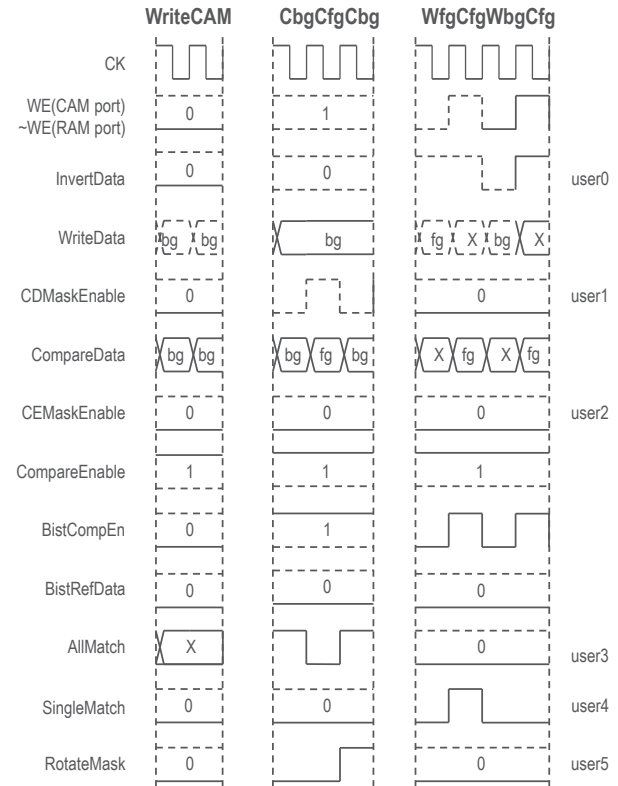 WriteCAM CbgCfgCbg WfgCfgWbgCfg
CK
WE(CAM port) 0 1
~WE(RAM port)
InvertData 0 0 user0
WriteData bg bg bg fg X bg X
CDMaskEnable 0 0 user1
CompareData bg bg bg fg bg X fg X fg
CEMaskEnable 0 0 0 user2
CompareEnable 1 1 1
BistCompEn 0 1
BistRefData 0 0 0
AllMatch X 0 user3
SingleMatch 0 0 user4
RotateMask 0 0 user5